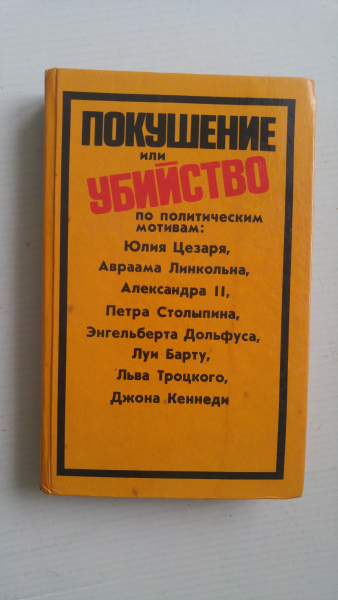 ПОКУШЕНИЕ
или
УБИЙСТВО
по политическим
мотивам:
Юлия Цезаря,
Авраама Линкольна,
Александра II,
Петра Столыпина,
Энгельберта Дольфуса,
Луи Барту,
Льва Троцкого,
Джона Кеннеди